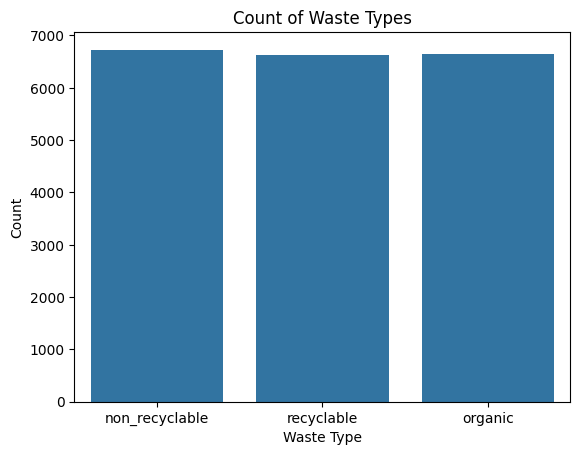 Count of Waste Types
7000
6000
5000
4000
3000
2000
1000
0
Count
non_recyclable
recyclable
organic
Waste Type